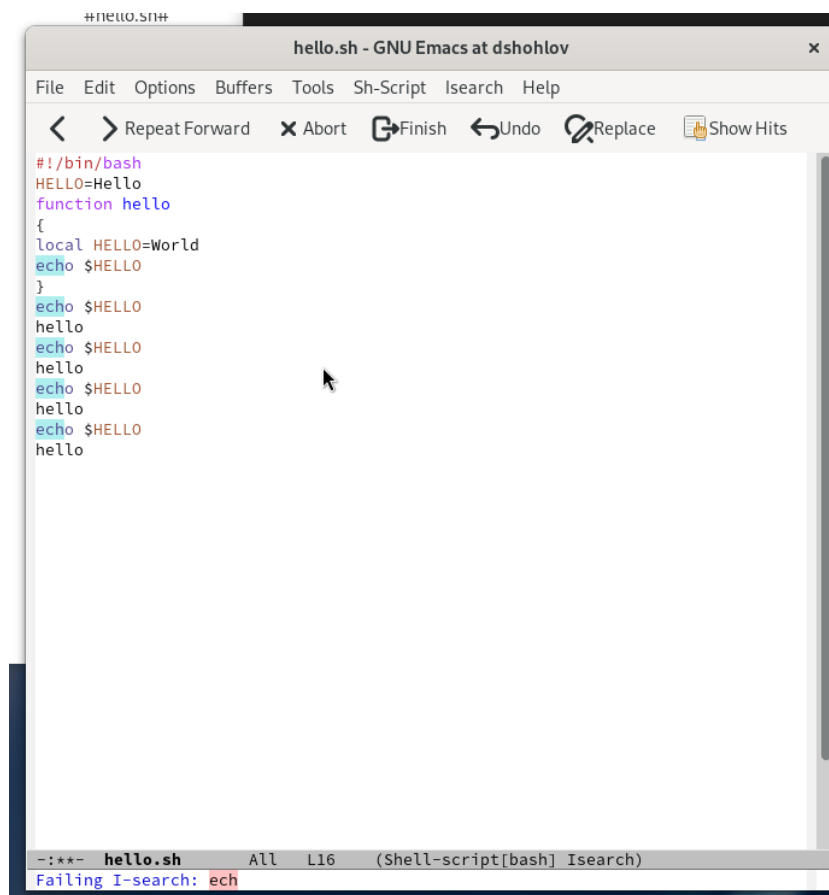 #hello.sh#
hello.sh - GNU Emacs at dshohlov
File Edit Options Buffers Tools Sh-Script Isearch Help
Repeat Forward Abort Finish Undo Replace Show Hits
#!/bin/bash
HELLO=Hello
function hello
{
local HELLO=World
echo $HELLO
}
echo $HELLO
hello
echo $HELLO
hello
echo $HELLO
hello
echo $HELLO
hello
-:**- hello.sh All L16 (Shell-script[bash] Isearch)
Failing I-search: ech